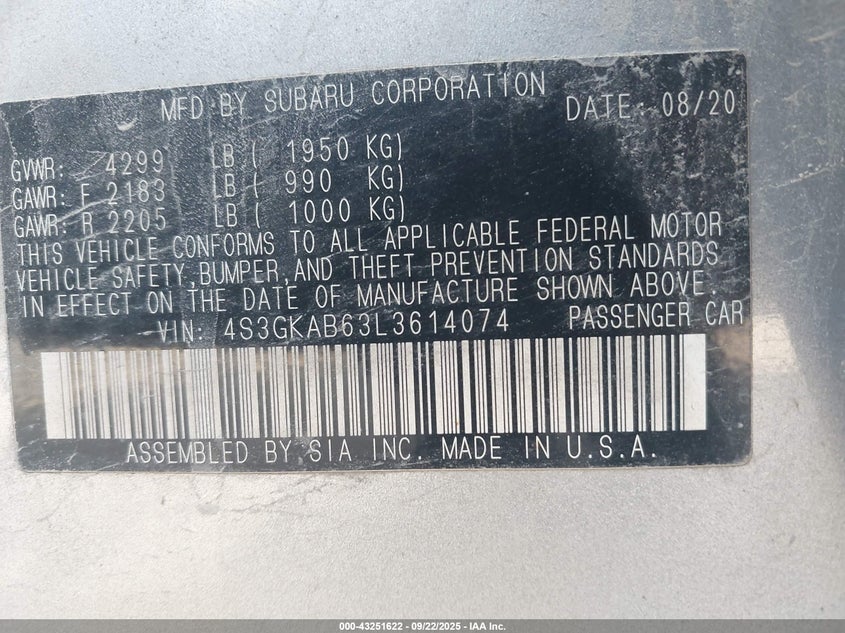 MFD BY SUBARU CORPORATION DATE: 08/20
GVWR: 4299 LB ( 1950 KG)
GAWR: F 2183 LB ( 990 KG)
GAWR: R 2205 LB ( 1000 KG)
THIS VEHICLE CONFORMS TO ALL APPLICABLE FEDERAL MOTOR
VEHICLE SAFETY,BUMPER,AND THEFT PREVENTION STANDARDS
IN EFFECT ON THE DATE OF MANUFACTURE SHOWN ABOVE.
VIN: 4S3GKAB63L3614074 PASSENGER CAR
ASSEMBLED BY SIA INC. MADE IN U.S.A.
000-43251622 - 09/22/2025 - IAA Inc.